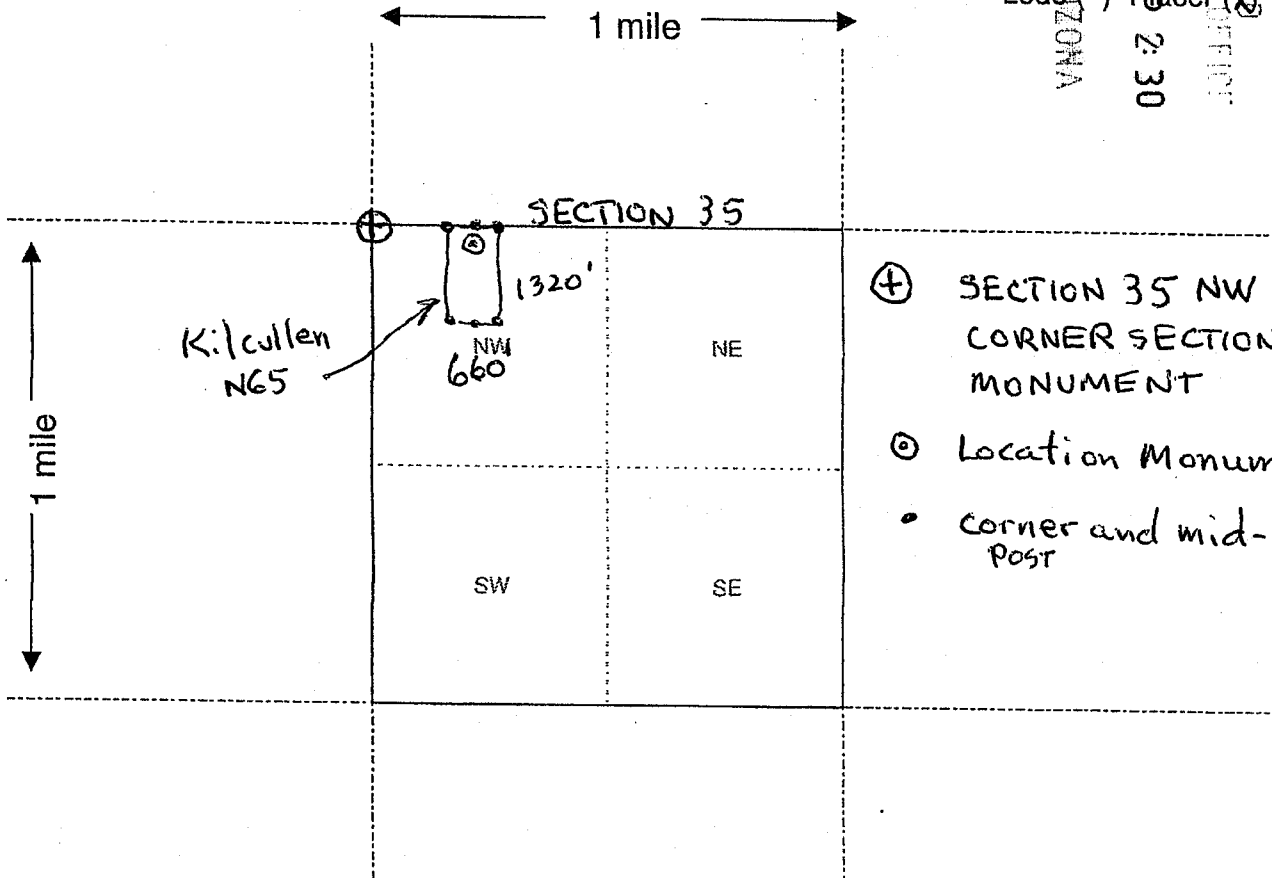 1 mile
2: 30
SECTION 35
1320'
Kilcullen
N65
NW
660
NE
1 mile
SW
SE
⊕ SECTION 35 NW
CORNER SECTION
MONUMENT
⊙ Location Monum
• corner and mid-
Post